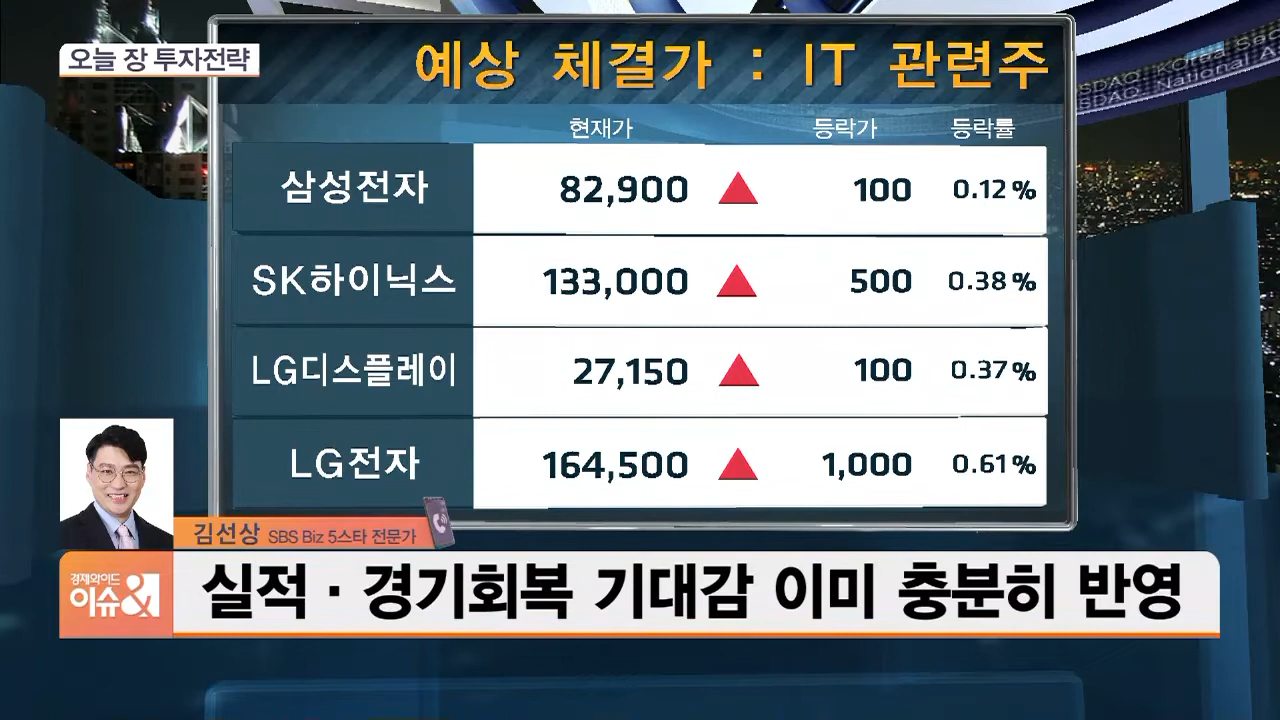 오늘 장 투자전략
예상 체결가 : IT 관련주
현재가 등락가 등락률
삼성전자 82,900 ▲ 100 0.12%
SK하이닉스 133,000 ▲ 500 0.38%
LG디스플레이 27,150 ▲ 100 0.37%
LG전자 164,500 ▲ 1,000 0.61%
김선상 SBS Biz 5스타 전문가
경제와이드
이슈&
실적·경기회복 기대감 이미 충분히 반영